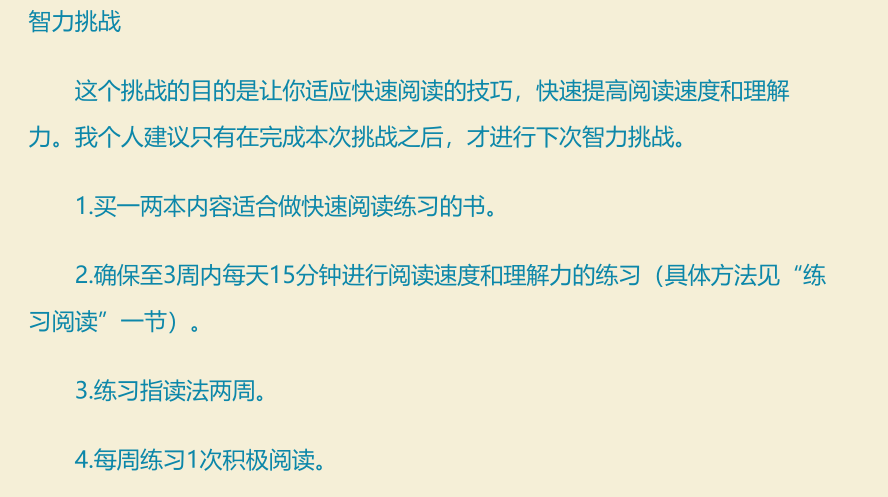 智力挑战
这个挑战的目的是让你适应快速阅读的技巧，快速提高阅读速度和理解
力。我个人建议只有在完成本次挑战之后，才进行下次智力挑战。
1.买一两本内容适合做快速阅读练习的书。
2.确保至3周内每天15分钟进行阅读速度和理解力的练习（具体方法见“练
习阅读”一节）。
3.练习指读法两周。
4.每周练习1次积极阅读。